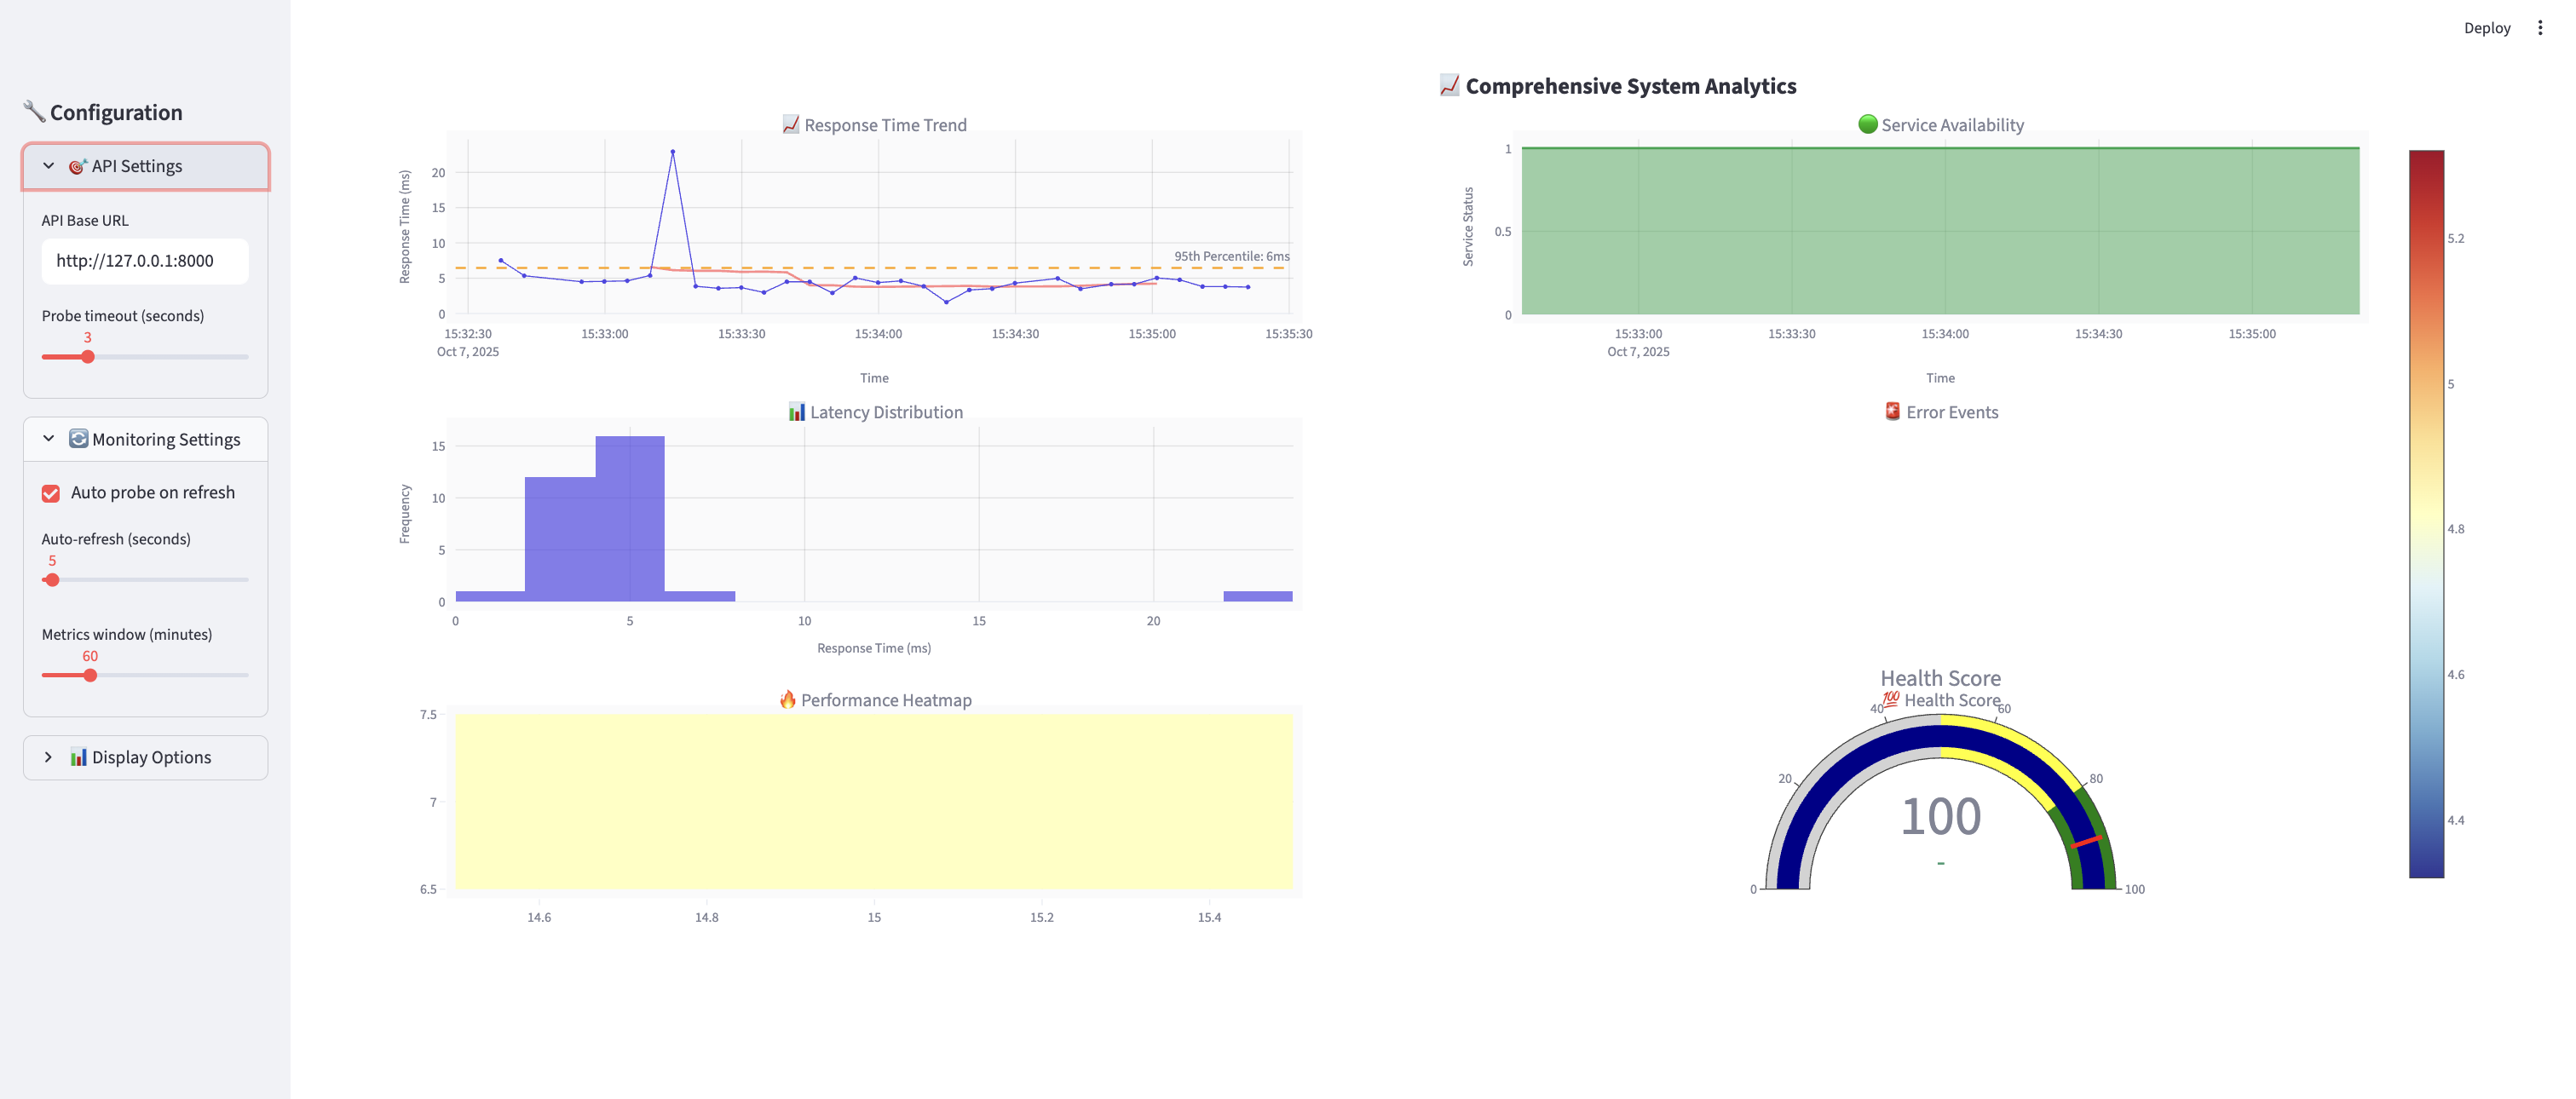 Deploy
Configuration
API Settings
API Base URL
http://127.0.0.1:8000
Probe timeout (seconds)
3
Monitoring Settings
Auto probe on refresh
Auto-refresh (seconds)
5
Metrics window (minutes)
60
Display Options
Comprehensive System Analytics
Response Time Trend
Response Time (ms)
20
15
10
5
0
95th Percentile: 6ms
15:32:30 15:33:00 15:33:30 15:34:00 15:34:30 15:35:00 15:35:30
Oct 7, 2025
Time
Service Availability
Service Status
1
0.5
0
15:33:00 15:33:30 15:34:00 15:34:30 15:35:00
Oct 7, 2025
Time
Latency Distribution
Frequency
15
10
5
0
0 5 10 15 20
Response Time (ms)
Error Events
Performance Heatmap
7.5
7
6.5
14.6 14.8 15 15.2 15.4
Health Score
💯 Health Score
40 60
20 80
100
-
0 100
5.2
5
4.8
4.6
4.4